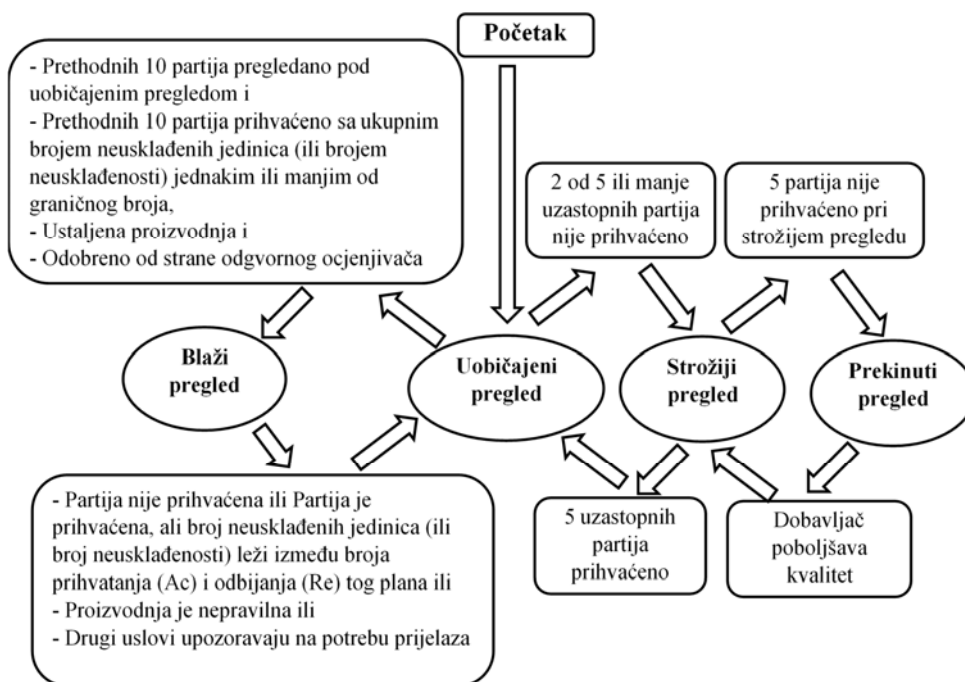 Početak
- Prethodnih 10 partija pregledano pod
uobičajenim pregledom i
- Prethodnih 10 partija prihvaćeno sa ukupnim
brojem neusklađenih jedinica (ili brojem
neusklađenosti) jednakim ili manjim od
graničnog broja,
- Ustaljena proizvodnja i
- Odobreno od strane odgvornog ocjenjivača
2 od 5 ili manje
uzastopnih partija
nije prihvaćeno
5 partija nije
prihvaćeno pri
strožijem pregledu
Blaži
pregled
Uobičajeni
pregled
Strožiji
pregled
Prekinuti
pregled
- Partija nije prihvaćena ili Partija je
prihvaćena, ali broj neusklađenih jedinica (ili
broj neusklađenosti) leži između broja
prihvatanja (Ac) i odbijanja (Re) tog plana ili
- Proizvodnja je nepravilna ili
- Drugi uslovi upozoravaju na potrebu prijelaza
5 uzastopnih
partija
prihvaćeno
Dobavljač
poboljšava
kvalitet